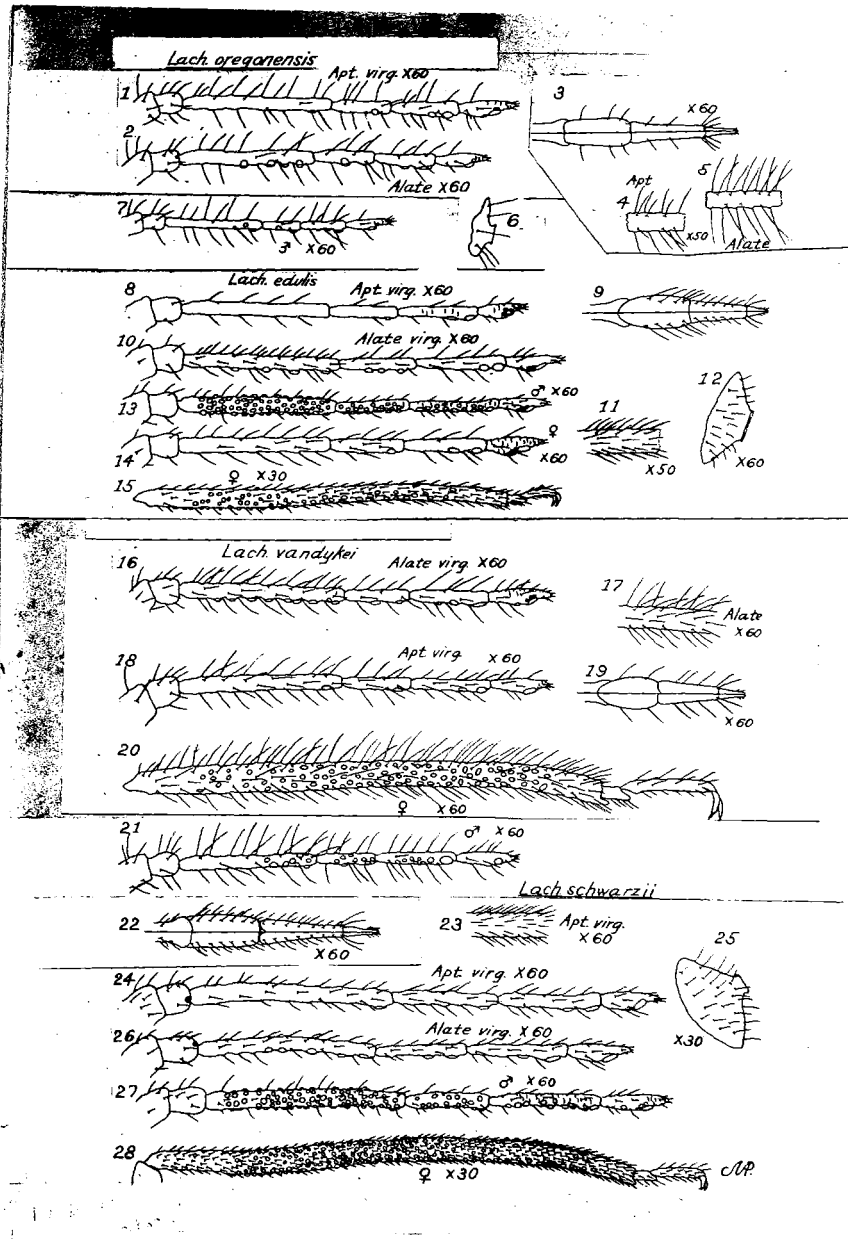 Lach. oregonensis
1 Apt. virg. x60
2
Alate x60
3 x60
4 Apt x50
5 Alate
6
7 ♂ x60
Lach. edulis
8 Apt virg. x60
9
10 Alate virg. x60
11 x50
12 x60
13 ♂ x60
14 ♀ x60
15 ♀ x30
Lach. vandykei
16 Alate virg. x60
17 Alate x60
18 Apt virg x60
19 x60
20 ♀ x60
21 ♂ x60
Lach schwarzii
22 x60
23 Apt. virg. x60
24 Apt virg. x60
25 x30
26 Alate virg. x60
27 ♂ x60
28 ♀ x30